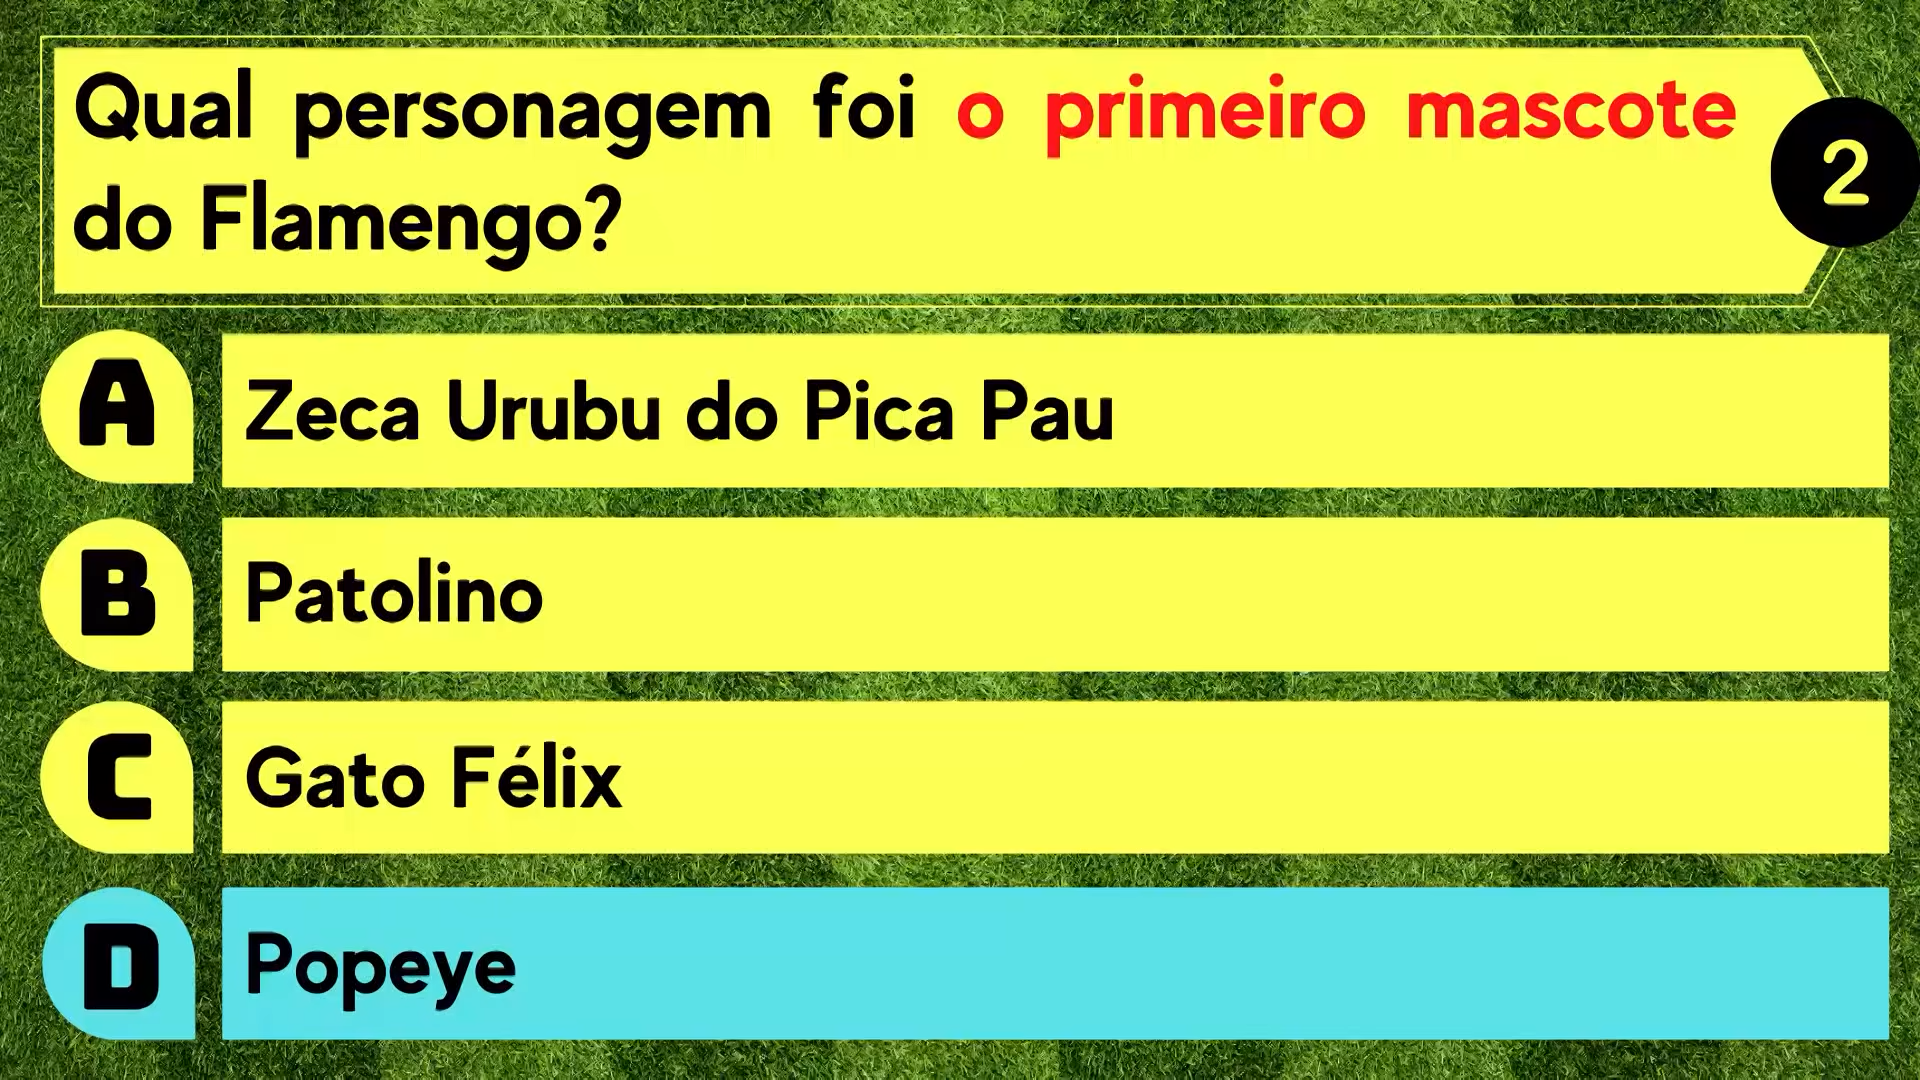 Qual personagem foi o primeiro mascote
do Flamengo?
2
A
Zeca Urubu do Pica Pau
B
Patolino
C
Gato Félix
D
Popeye